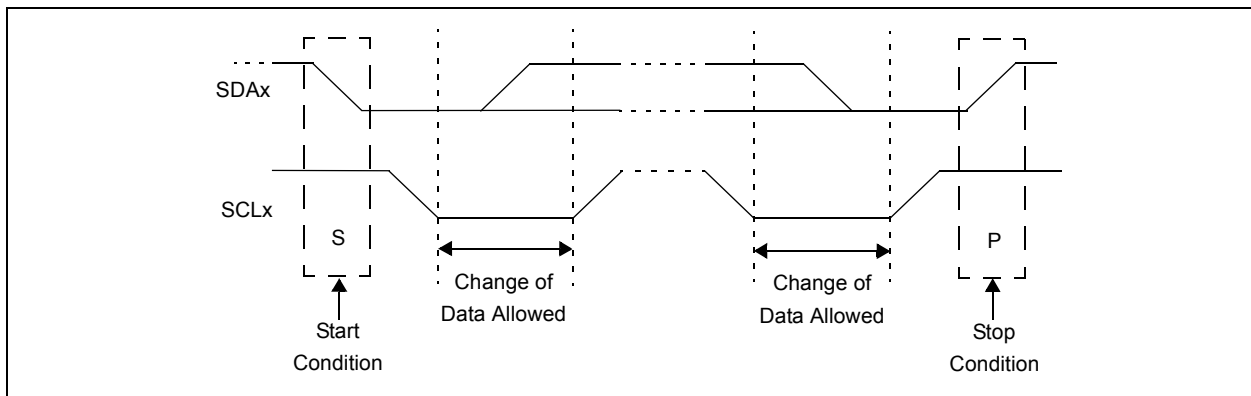 SDAx
SCLx
S
P
Change of
Data Allowed
Change of
Data Allowed
Start
Condition
Stop
Condition